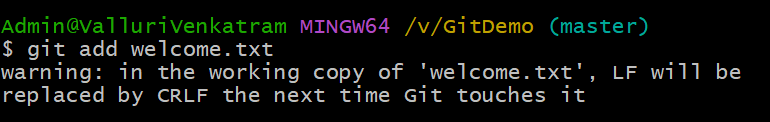 Admin@ValluriVenkatram MINGW64 /v/GitDemo (master)
$ git add welcome.txt
warning: in the working copy of 'welcome.txt', LF will be
replaced by CRLF the next time Git touches it